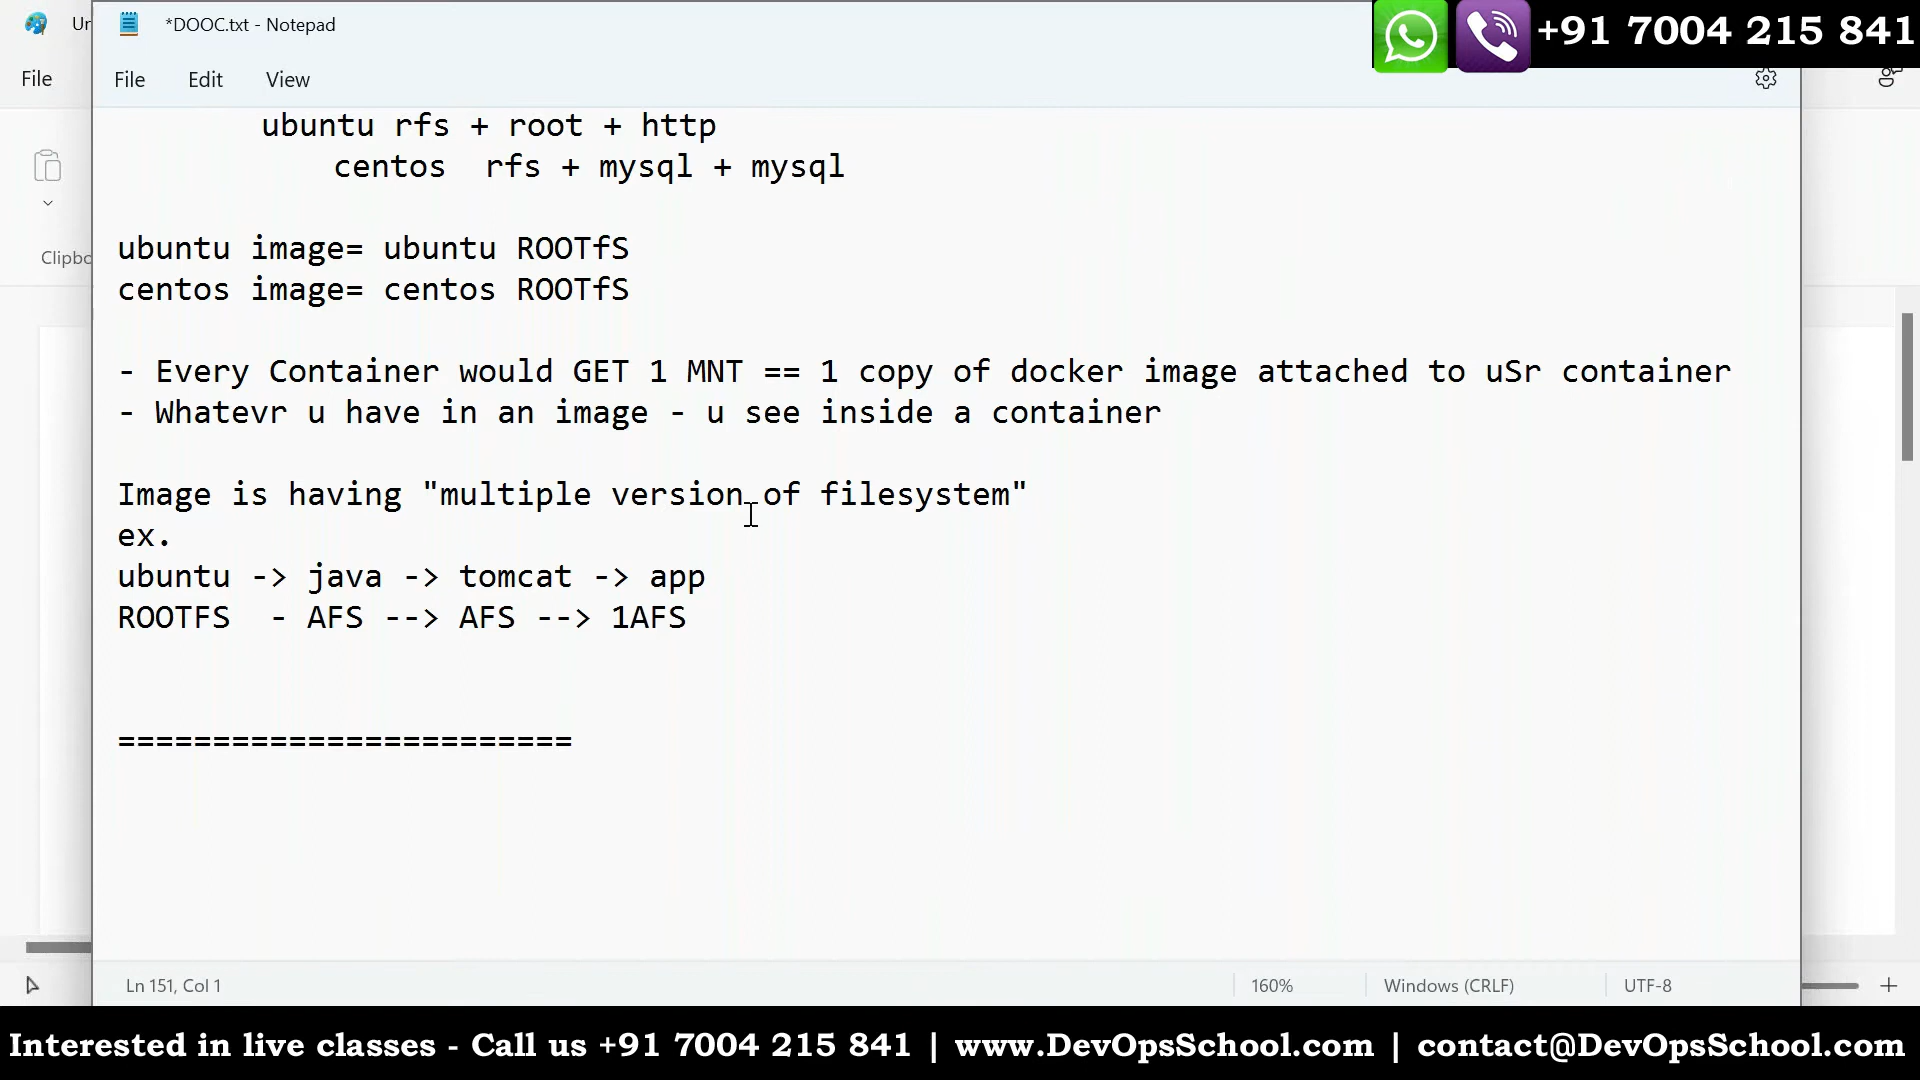 Un
*DOOC.txt - Notepad
+91 7004 215 841
File
File Edit View
ubuntu rfs + root + http
centos rfs + mysql + mysql
Clipbo
ubuntu image= ubuntu ROOTfS
centos image= centos ROOTfS
- Every Container would GET 1 MNT == 1 copy of docker image attached to uSr container
- Whatevr u have in an image - u see inside a container
Image is having "multiple version of filesystem"
ex.
ubuntu -> java -> tomcat -> app
ROOTFS - AFS --> AFS --> 1AFS
========================
Ln 151, Col 1 160% Windows (CRLF) UTF-8
Interested in live classes - Call us +91 7004 215 841 | www.DevOpsSchool.com | contact@DevOpsSchool.com